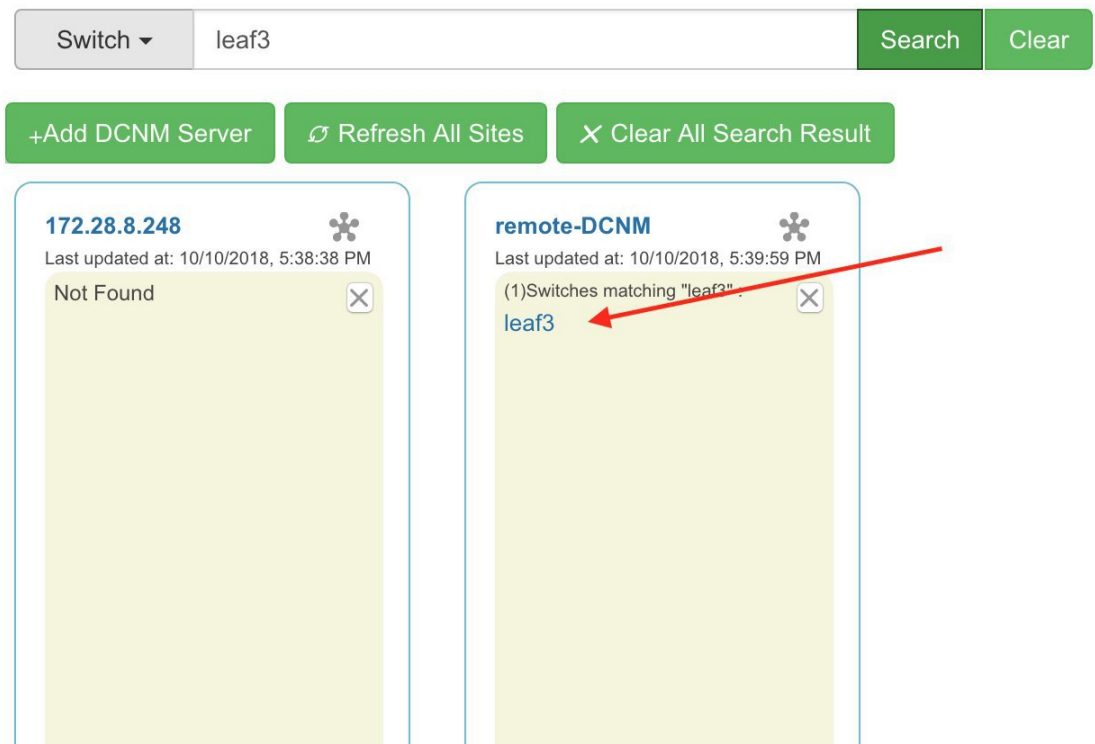 Switch leaf3 Search Clear
+Add DCNM Server Refresh All Sites Clear All Search Result
172.28.8.248
Last updated at: 10/10/2018, 5:38:38 PM
Not Found
remote-DCNM
Last updated at: 10/10/2018, 5:39:59 PM
(1)Switches matching "leaf3" :
leaf3